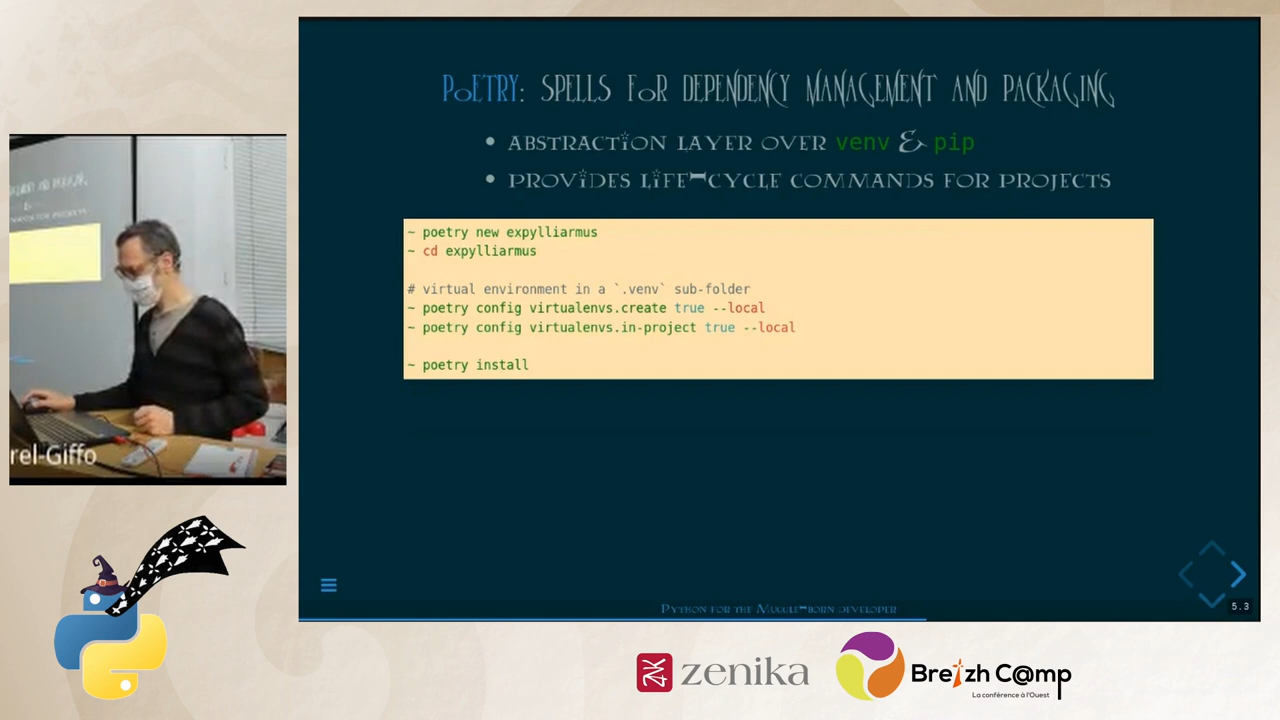 Poetry: spells for dependency management and packaging
abstraction layer over venv & pip
provides life-cycle commands for projects
~ poetry new expylliarmus
~ cd expylliarmus
# virtual environment in a `.venv` sub-folder
~ poetry config virtualenvs.create true --local
~ poetry config virtualenvs.in-project true --local
~ poetry install
rel-Giffo
5.3
Python for the Muggle-born developer
zenika
Breizh C@mp
La conférence à l'Ouest